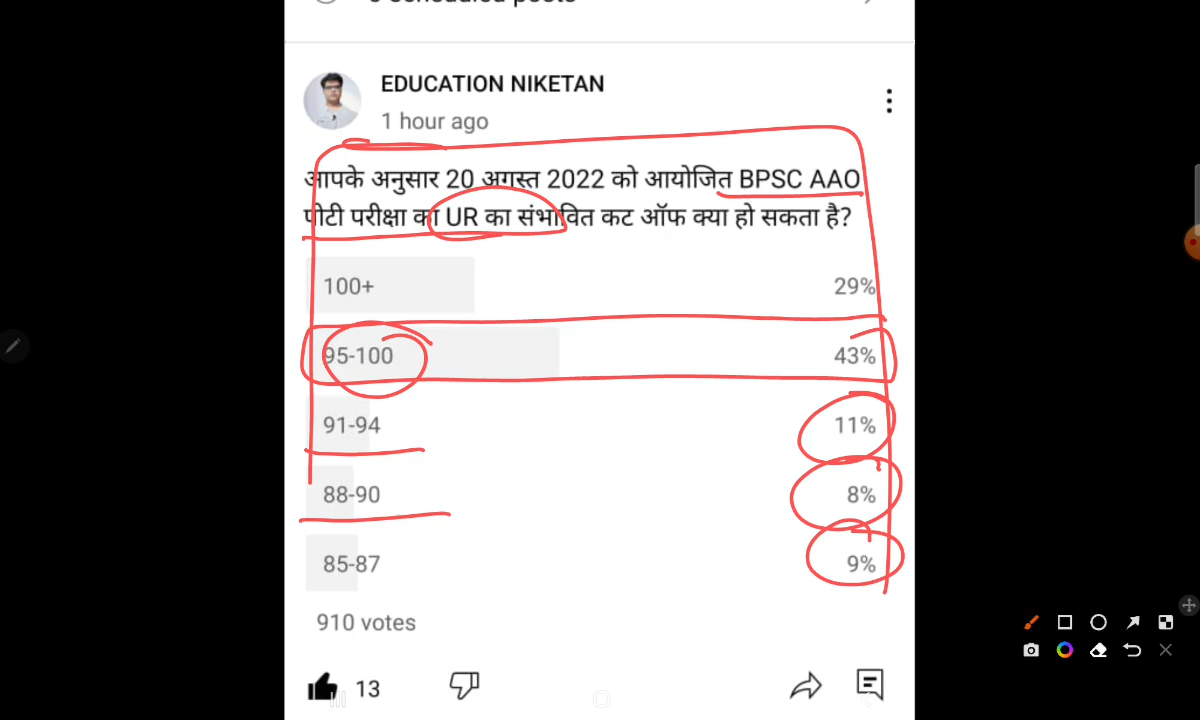 EDUCATION NIKETAN
1 hour ago
आपके अनुसार 20 अगस्त 2022 को आयोजित BPSC AAO
पीटी परीक्षा का UR का संभावित कट ऑफ क्या हो सकता है?
100+ 29%
95-100 43%
91-94 11%
88-90 8%
85-87 9%
910 votes
13